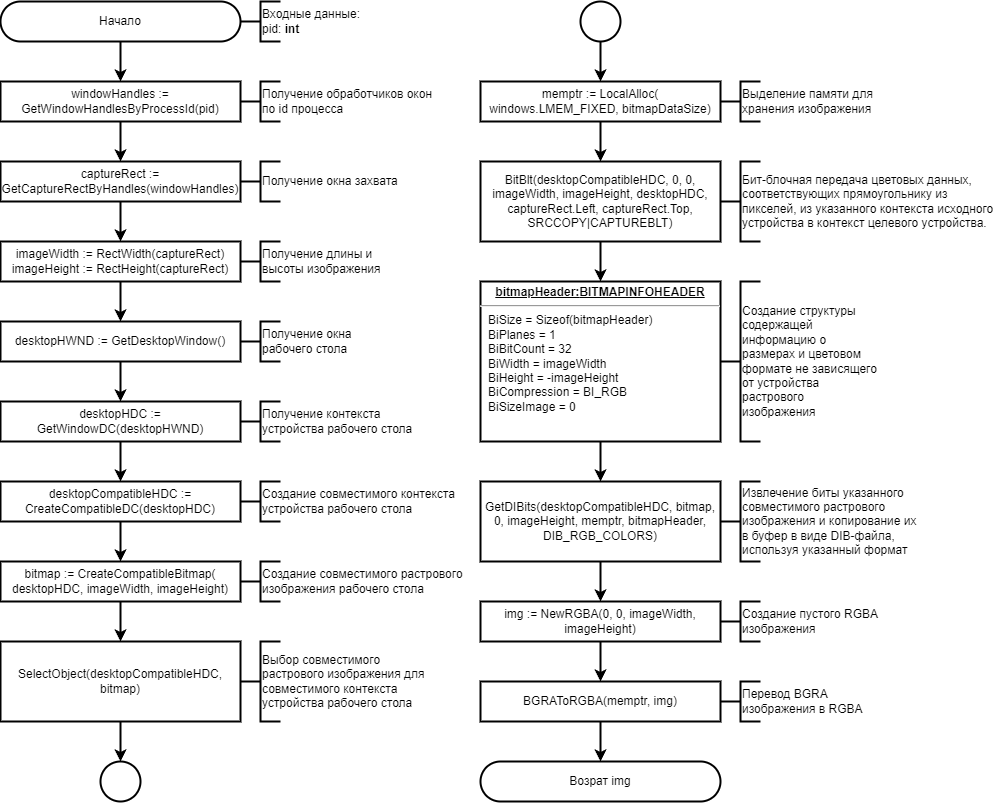 Начало
Входные данные:
pid: int
windowHandles :=
GetWindowHandlesByProcessId(pid)
Получение обработчиков окон
по id процесса
captureRect :=
GetCaptureRectByHandles(windowHandles)
Получение окна захвата
imageWidth := RectWidth(captureRect)
imageHeight := RectHeight(captureRect)
Получение длины и
высоты изображения
desktopHWND := GetDesktopWindow()
Получение окна
рабочего стола
desktopHDC :=
GetWindowDC(desktopHWND)
Получение контекста
устройства рабочего стола
desktopCompatibleHDC :=
CreateCompatibleDC(desktopHDC)
Создание совместимого контекста
устройства рабочего стола
bitmap := CreateCompatibleBitmap(
desktopHDC, imageWidth, imageHeight)
Создание совместимого растрового
изображения рабочего стола
SelectObject(desktopCompatibleHDC,
bitmap)
Выбор совместимого
растрового изображения для
совместимого контекста
устройства рабочего стола
memptr := LocalAlloc(
windows.LMEM_FIXED, bitmapDataSize)
Выделение памяти для
хранения изображения
BitBlt(desktopCompatibleHDC, 0, 0,
imageWidth, imageHeight, desktopHDC,
captureRect.Left, captureRect.Top,
SRCCOPY|CAPTUREBLT)
Бит-блочная передача цветовых данных,
соответствующих прямоугольнику из
пикселей, из указанного контекста исходного
устройства в контекст целевого устройства.
bitmapHeader:BITMAPINFOHEADER
BiSize = Sizeof(bitmapHeader)
BiPlanes = 1
BiBitCount = 32
BiWidth = imageWidth
BiHeight = -imageHeight
BiCompression = BI_RGB
BiSizeImage = 0
Создание структуры
содержащей
информацию о
размерах и цветовом
формате не зависящего
от устройства
растрового
изображения
GetDIBits(desktopCompatibleHDC, bitmap,
0, imageHeight, memptr, bitmapHeader,
DIB_RGB_COLORS)
Извлечение биты указанного
совместимого растрового
изображения и копирование их
в буфер в виде DIB-файла,
используя указанный формат
img := NewRGBA(0, 0, imageWidth,
imageHeight)
Создание пустого RGBA
изображения
BGRAToRGBA(memptr, img)
Перевод BGRA
изображения в RGBA
Возрат img